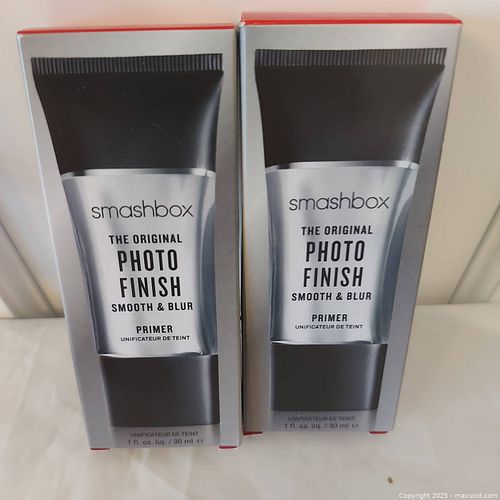 smashbox
THE ORIGINAL
PHOTO
FINISH
SMOOTH & BLUR
PRIMER
UNIFICATEUR DE TEINT
UNIFICATEUR DE TEINT
1 fl. oz. liq. / 30 ml ℮
smashbox
THE ORIGINAL
PHOTO
FINISH
SMOOTH & BLUR
PRIMER
UNIFICATEUR DE TEINT
UNIFICATEUR DE TEINT
1 fl. oz. liq. / 30 ml ℮
Copyright 2025 - maxsold.com